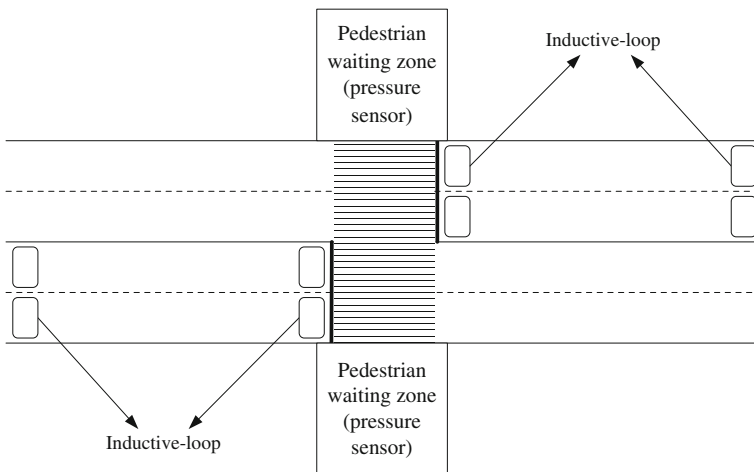 Pedestrian
waiting zone
(pressure
sensor)
Inductive-loop
Pedestrian
waiting zone
(pressure
sensor)
Inductive-loop